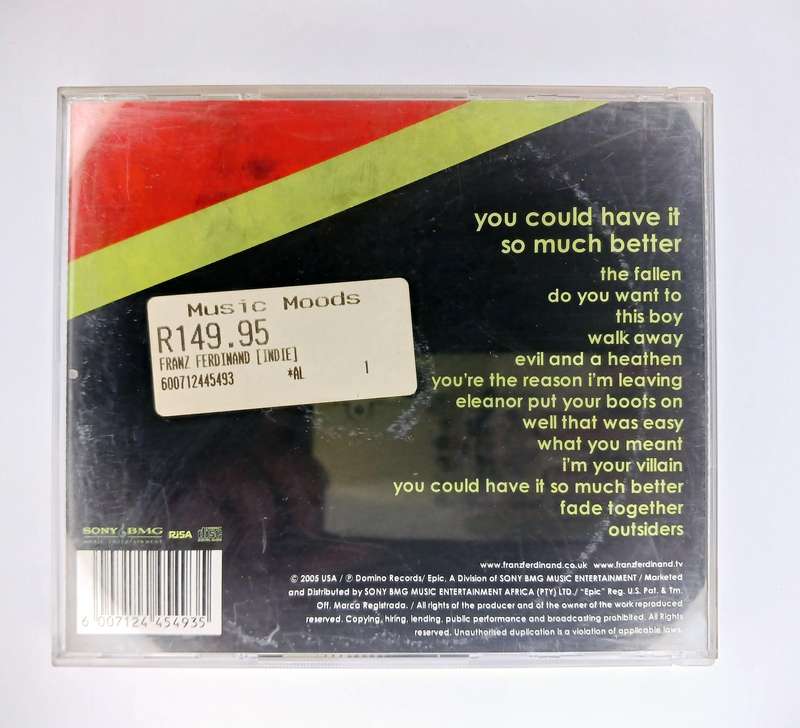 you could have it
so much better
the fallen
do you want to
this boy
walk away
evil and a heathen
you're the reason i'm leaving
eleanor put your boots on
well that was easy
what you meant
i'm your villain
you could have it so much better
fade together
outsiders
Music Moods
R149.95
FRANZ FERDINAND [INDIE]
600712445493 *AL 1
SONY BMG
music entertainment
RiSA
www.franzferdinand.co.uk www.franzferdinand.tv
© 2005 USA / ℗ Domino Records/ Epic, A Division of SONY BMG MUSIC ENTERTAINMENT / Marketed
and Distributed by SONY BMG MUSIC ENTERTAINMENT AFRICA (PTY) LTD./ "Epic" Reg. U.S. Pat. & Tm.
Off. Marca Registrada. / All rights of the producer and of the owner of the work reproduced
reserved. Copying, hiring, lending, public performance and broadcasting prohibited. All Rights
reserved. Unauthorised duplication is a violation of applicable laws.
6 007124 454935